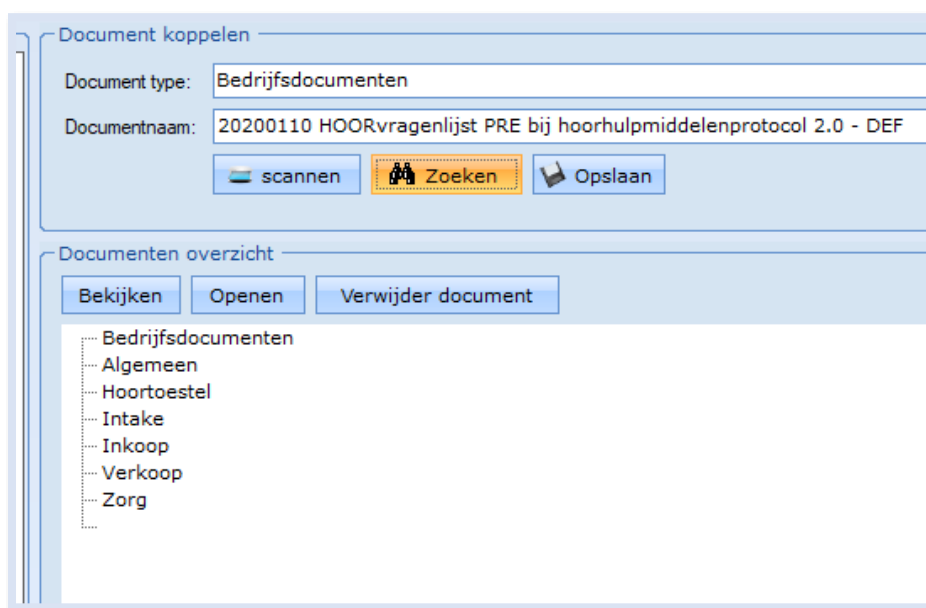 Document koppelen
Document type: Bedrijfsdocumenten
Documentnaam: 20200110 HOORvragenlijst PRE bij hoorhulpmiddelenprotocol 2.0 - DEF
scannen Zoeken Opslaan
Documenten overzicht
Bekijken Openen Verwijder document
Bedrijfsdocumenten
Algemeen
Hoortoestel
Intake
Inkoop
Verkoop
Zorg